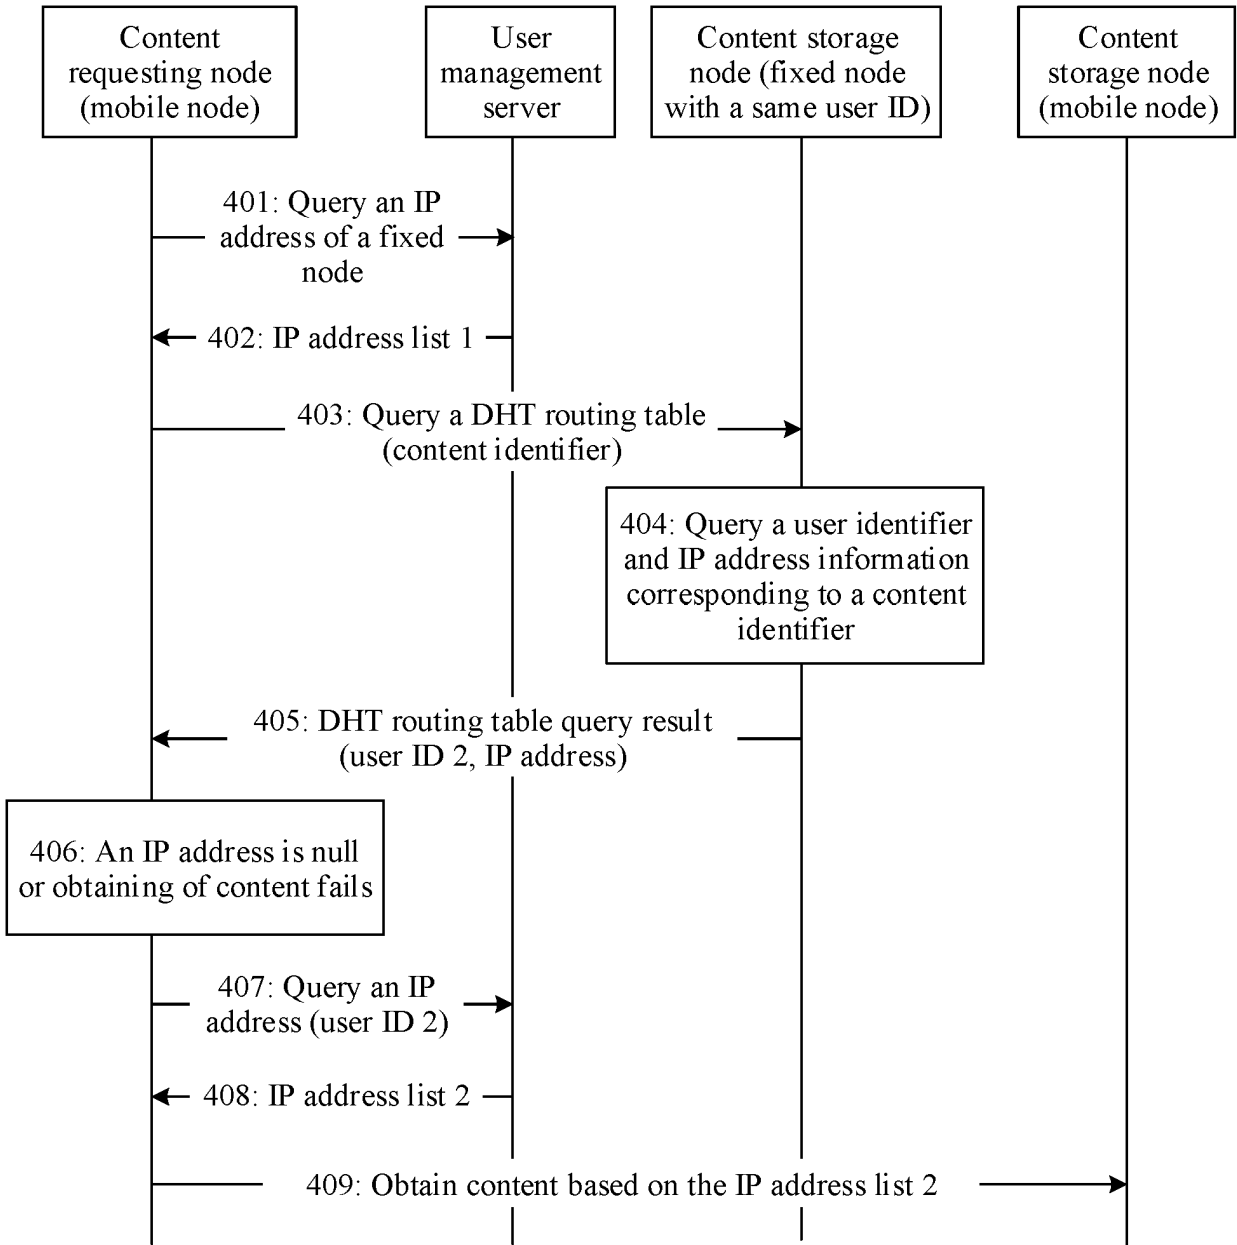 Content
requesting node
(mobile node)
User
management
server
Content storage
node (fixed node
with a same user ID)
Content
storage node
(mobile node)
401: Query an IP
address of a fixed
node
402: IP address list 1
403: Query a DHT routing table
(content identifier)
404: Query a user identifier
and IP address information
corresponding to a content
identifier
405: DHT routing table query result
(user ID 2, IP address)
406: An IP address is null
or obtaining of content fails
407: Query an IP
address (user ID 2)
408: IP address list 2
409: Obtain content based on the IP address list 2